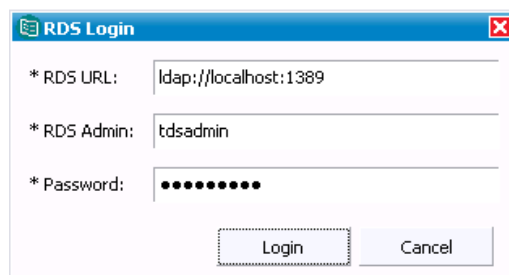 RDS Login
* RDS URL: ldap://localhost:1389
* RDS Admin: tdsadmin
* Password: ●●●●●●●●●
Login Cancel